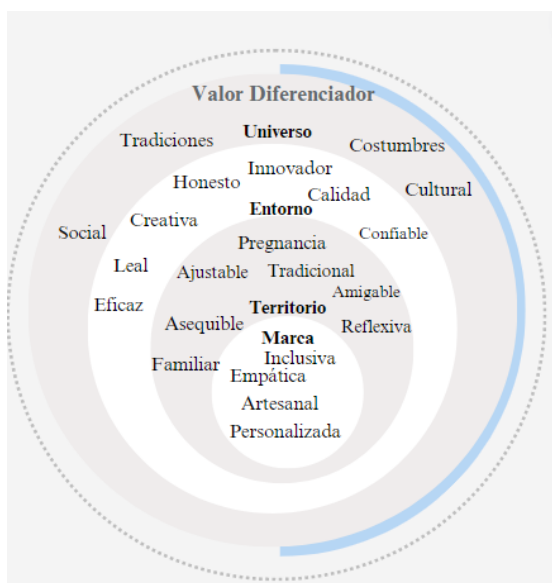 Valor Diferenciador
Universo
Tradiciones
Costumbres
Innovador
Honesto
Calidad
Cultural
Entorno
Creativa
Social
Confiable
Pregnancia
Leal
Ajustable
Tradicional
Amigable
Eficaz
Territorio
Asequible
Reflexiva
Marca
Inclusiva
Familiar
Empática
Artesanal
Personalizada